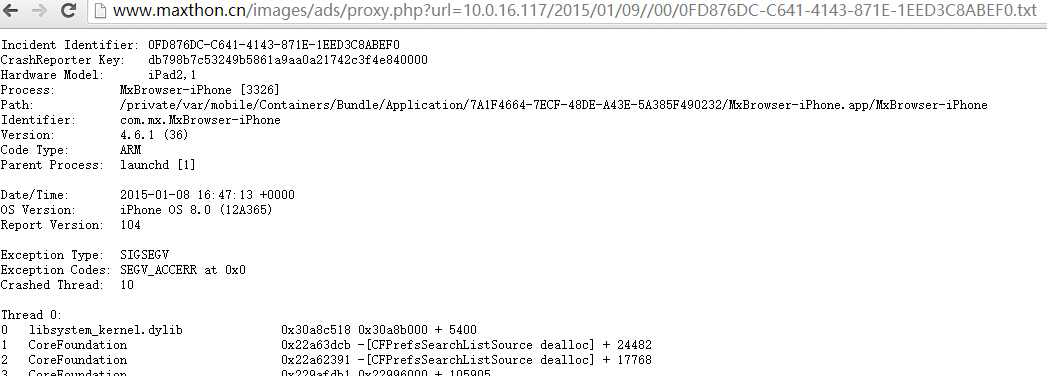 www.maxthon.cn/images/ads/proxy.php?url=10.0.16.117/2015/01/09//00/0FD876DC-C641-4143-871E-1EED3C8ABEF0.txt
Incident Identifier: 0FD876DC-C641-4143-871E-1EED3C8ABEF0
CrashReporter Key: db798b7c53249b5861a9aa0a21742c3f4e840000
Hardware Model: iPad2,1
Process: MxBrowser-iPhone [3326]
Path: /private/var/mobile/Containers/Bundle/Application/7A1F4664-7ECF-48DE-A43E-5A385F490232/MxBrowser-iPhone.app/MxBrowser-iPhone
Identifier: com.mx.MxBrowser-iPhone
Version: 4.6.1 (36)
Code Type: ARM
Parent Process: launchd [1]
Date/Time: 2015-01-08 16:47:13 +0000
OS Version: iPhone OS 8.0 (12A365)
Report Version: 104
Exception Type: SIGSEGV
Exception Codes: SEGV_ACCERR at 0x0
Crashed Thread: 10
Thread 0:
0 libsystem_kernel.dylib 0x30a8c518 0x30a8b000 + 5400
1 CoreFoundation 0x22a63dcb -[CFPrefsSearchListSource dealloc] + 24482
2 CoreFoundation 0x22a62391 -[CFPrefsSearchListSource dealloc] + 17768
3 CoreFoundation 0x229afdb1 0x22996000 + 105905